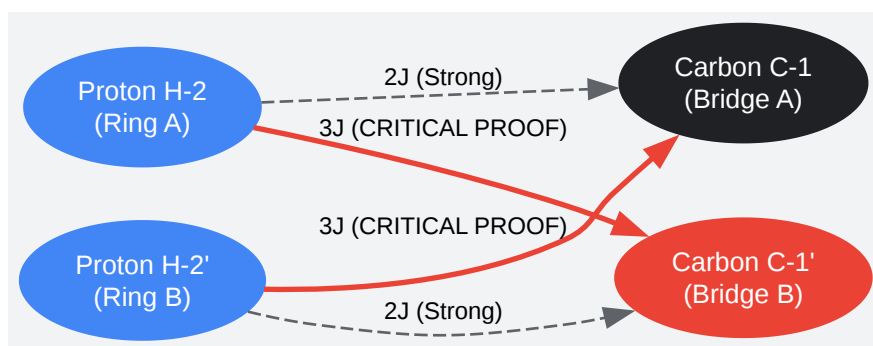 Proton H-2
(Ring A)
2J (Strong)
Carbon C-1
(Bridge A)
3J (CRITICAL PROOF)
3J (CRITICAL PROOF)
Proton H-2'
(Ring B)
2J (Strong)
Carbon C-1'
(Bridge B)